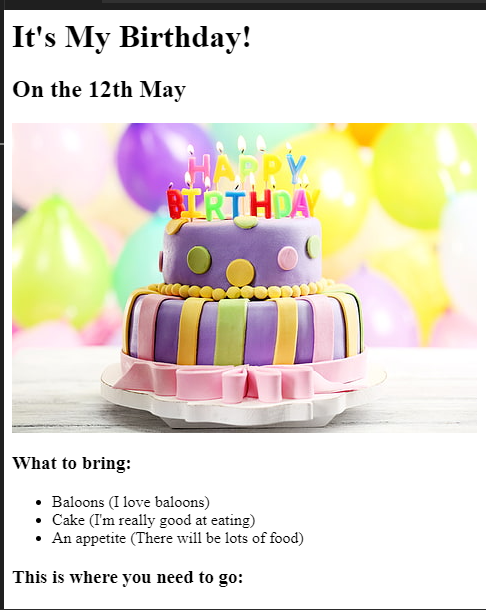 It's My Birthday!
On the 12th May
HAPPY
BIRTHDAY
What to bring:
Baloons (I love baloons)
Cake (I'm really good at eating)
An appetite (There will be lots of food)
This is where you need to go: